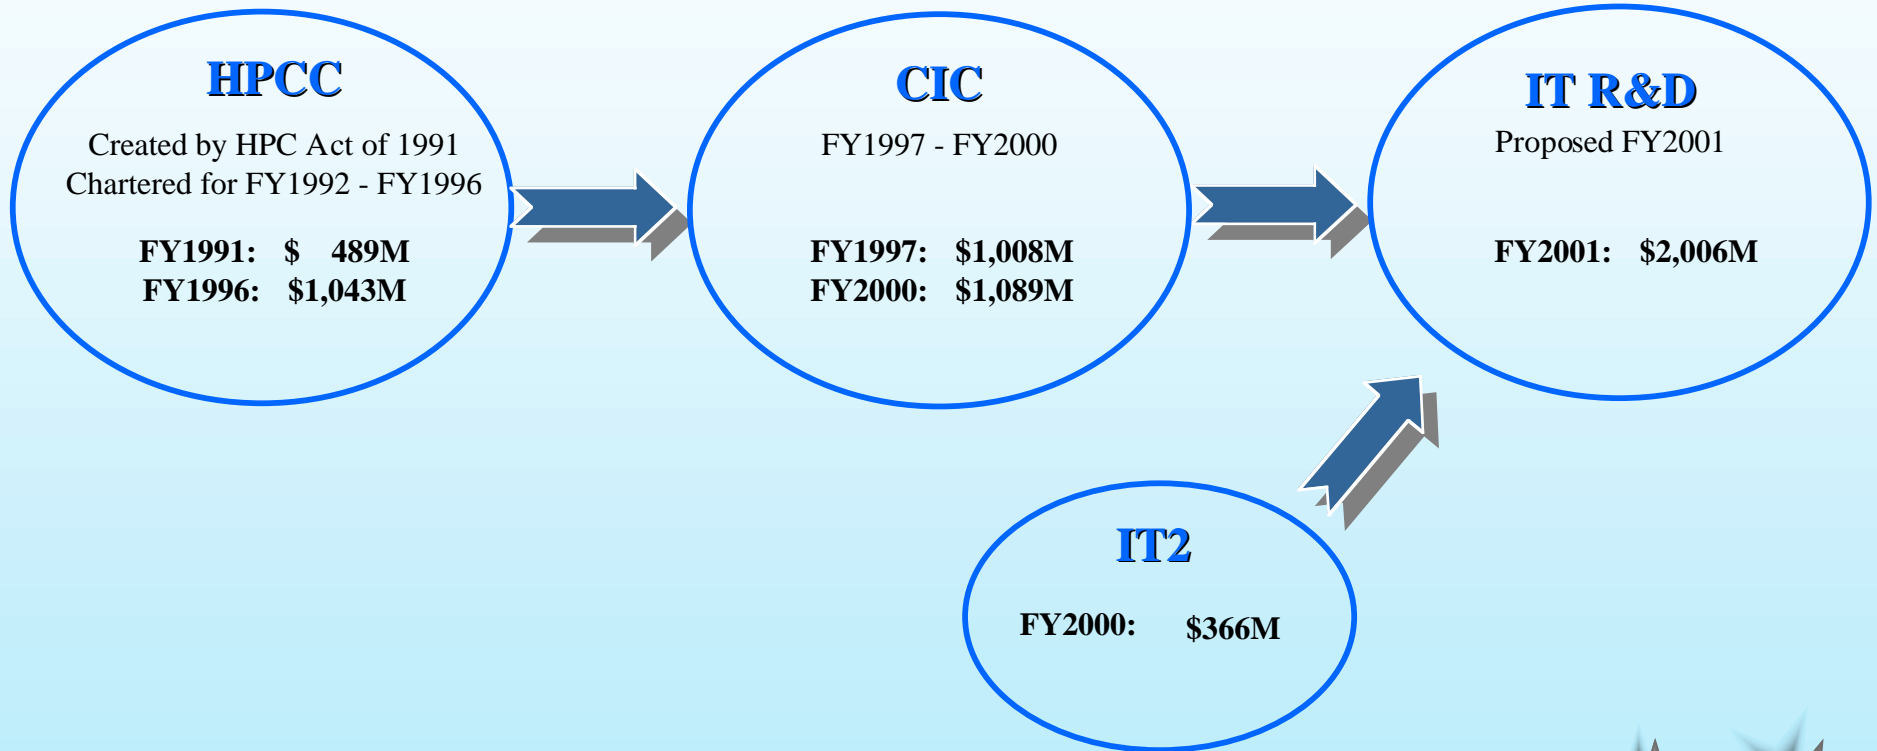 HPCC
Created by HPC Act of 1991
Chartered for FY1992 - FY1996
FY1991: $ 489M
FY1996: $1,043M
CIC
FY1997 - FY2000
FY1997: $1,008M
FY2000: $1,089M
IT R&D
Proposed FY2001
FY2001: $2,006M
IT2
FY2000: $366M